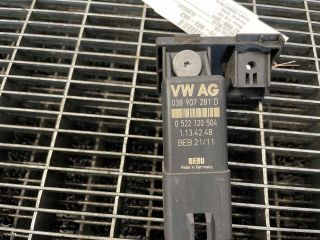 VW AG
038 907 281 D
0 522 120 504
1.13.42.48
BEB 21/11
BERU
Made in Germany